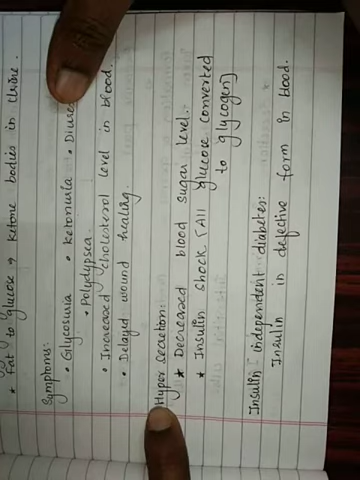 * Fat to glucose → ketone bodies in Urine.
Symptoms:
• Glycosuria • Ketonuria • Diures
• Polydypsea
• Increased cholesterol level in blood.
• Delayed wound healing.
Hyper secretion:
* Decreased blood sugar level.
* Insulin shock (All glucose converted
to glycogen)
Insulin independent diabetes:
Insulin in defective form in blood.